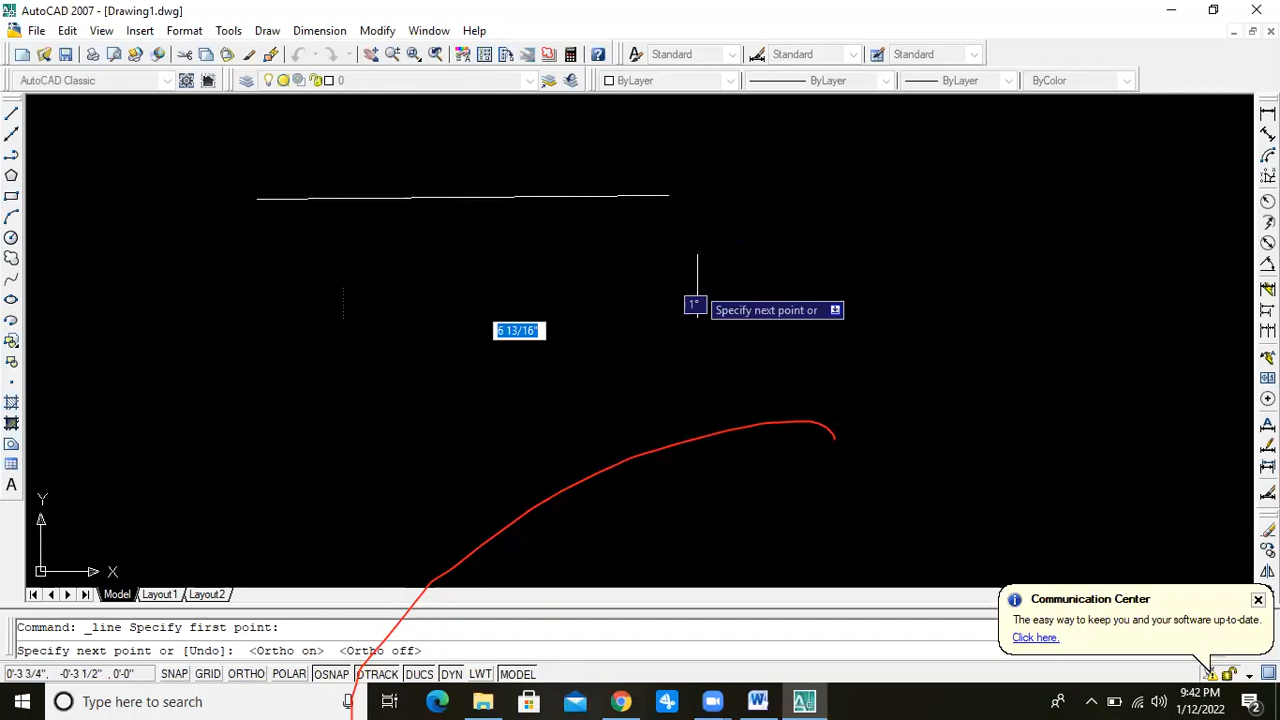 AutoCAD 2007 - [Drawing1.dwg]
File Edit View Insert Format Tools Draw Dimension Modify Window Help
Standard Standard Standard
AutoCAD Classic 0 ByLayer ByLayer ByLayer ByColor
1° Specify next point or
6 13/16"
A
Y
X
Model Layout1 Layout2
Communication Center
The easy way to keep you and your software up-to-date.
Click here.
Command: _line Specify first point:
Specify next point or [Undo]: <Ortho on> <Ortho off>
0'-3 3/4", -0'-3 1/2", 0'-0" SNAP GRID ORTHO POLAR OSNAP OTRACK DUCS DYN LWT MODEL
Type here to search
9:42 PM
1/12/2022
2